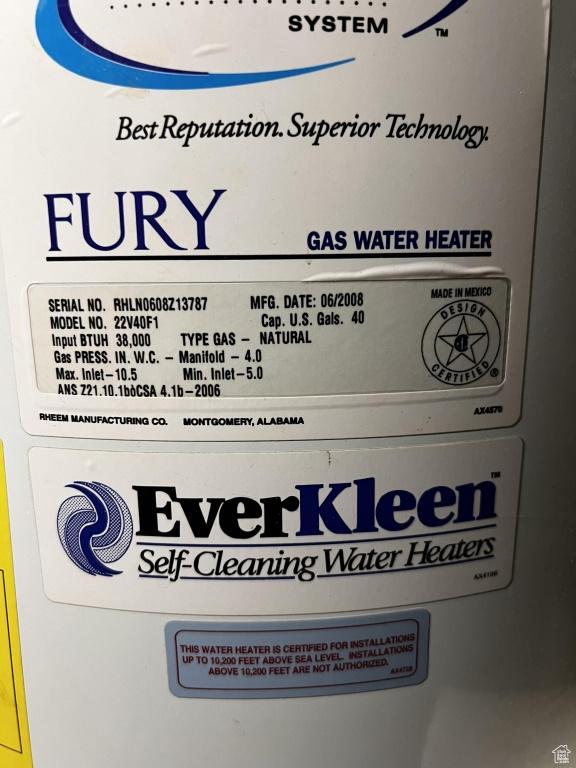 SYSTEM ™
Best Reputation. Superior Technology.
FURY
GAS WATER HEATER
SERIAL NO. RHLN0608Z13787 MFG. DATE: 06/2008
MODEL NO. 22V40F1 Cap. U.S. Gals. 40
Input BTUH 38,000 TYPE GAS – NATURAL
Gas PRESS. IN. W.C. – Manifold – 4.0
Max. Inlet–10.5 Min. Inlet–5.0
ANS Z21.10.1bòCSA 4.1b–2006
MADE IN MEXICO
DESIGN
CERTIFIED ®
RHEEM MANUFACTURING CO. MONTGOMERY, ALABAMA
AX4570
EverKleen™
Self-Cleaning Water Heaters
THIS WATER HEATER IS CERTIFIED FOR INSTALLATIONS
UP TO 10,200 FEET ABOVE SEA LEVEL. INSTALLATIONS
ABOVE 10,200 FEET ARE NOT AUTHORIZED.